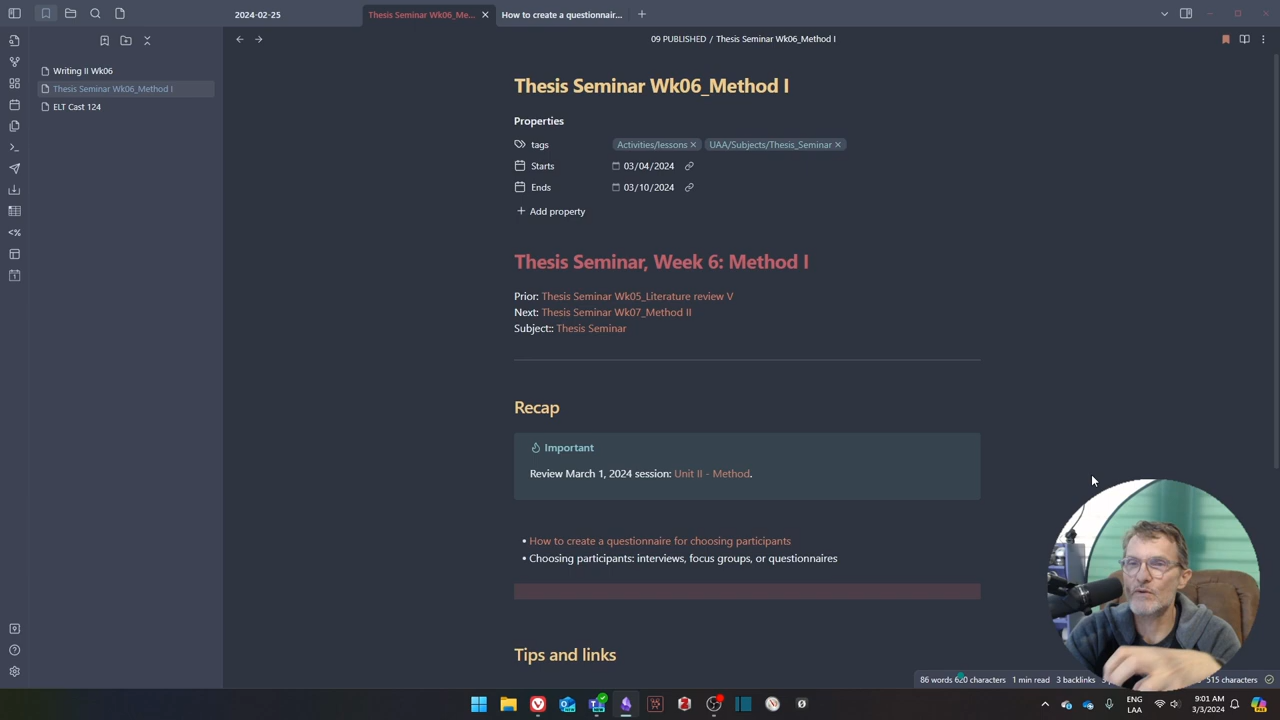 2024-02-25
Thesis Seminar Wk06_Me...
How to create a questionnair...
09 PUBLISHED / Thesis Seminar Wk06_Method I
Writing II Wk06
Thesis Seminar Wk06_Method I
ELT Cast 124
Thesis Seminar Wk06_Method I
Properties
tags Activities/lessons UAA/Subjects/Thesis_Seminar
Starts 03/04/2024
Ends 03/10/2024
Add property
Thesis Seminar, Week 6: Method I
Prior: Thesis Seminar Wk05_Literature review V
Next: Thesis Seminar Wk07_Method II
Subject:: Thesis Seminar
Recap
Important
Review March 1, 2024 session: Unit II - Method.
• How to create a questionnaire for choosing participants
• Choosing participants: interviews, focus groups, or questionnaires
Tips and links
86 words 620 characters 1 min read 3 backlinks 515 characters
ENG
LAA
9:01 AM
3/3/2024